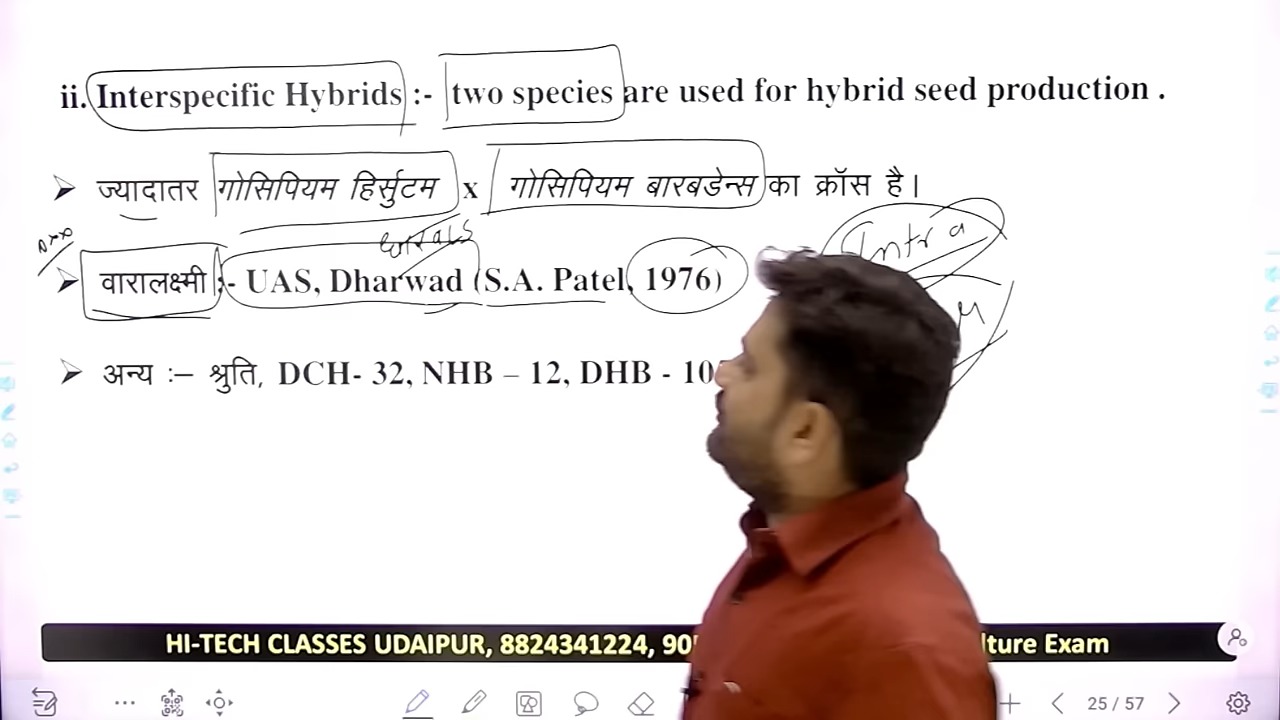 ii. Interspecific Hybrids :- two species are used for hybrid seed production .
➢ ज्यादातर गोसिपियम हिर्सुटम x गोसिपियम बारबडेन्स का क्रॉस है।
Intra
➢ वारालक्ष्मी :- UAS, Dharwad (S.A. Patel, 1976)
➢ अन्य :– श्रुति, DCH- 32, NHB – 12, DHB - 10
HI-TECH CLASSES UDAIPUR, 8824341224, 90 lture Exam
25 / 57